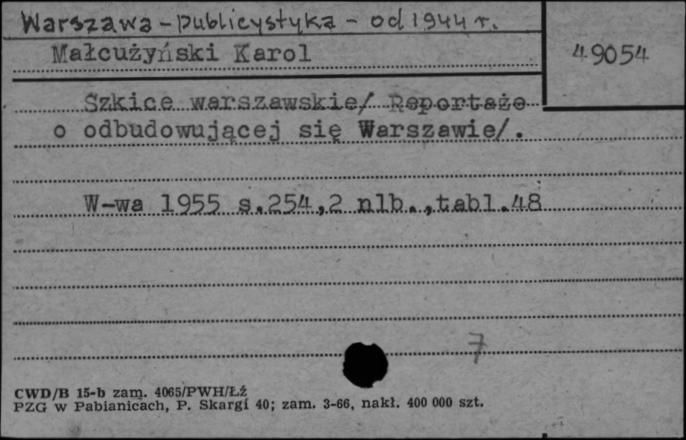 Warszawa - publicystyka - od 1944 r.
Małcużyński Karol
49054
Szkice warszawskie/ Reportaże
o odbudowującej się Warszawie/.
W-wa 1955 s.254,2 nlb.,tabl.48
7
CWD/B 15-b zam. 4065/PWH/Łź
PZG w Pabianicach, P. Skargi 40; zam. 3-66, nakł. 400 000 szt.